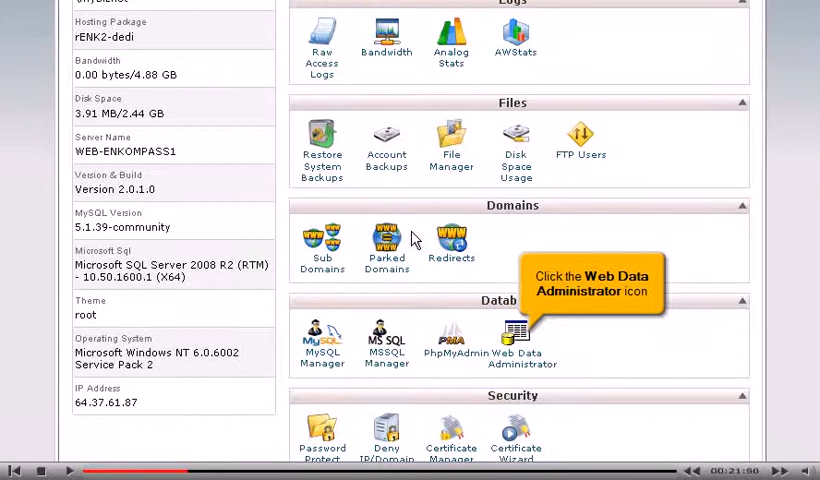 Logs
Hosting Package
rENK2-dedi
Bandwidth
0.00 bytes/4.88 GB
Disk Space
3.91 MB/2.44 GB
Server Name
WEB-ENKOMPASS1
Version & Build
Version 2.0.1.0
MySQL Version
5.1.39-community
Microsoft Sql
Microsoft SQL Server 2008 R2 (RTM)
- 10.50.1600.1 (X64)
Theme
root
Operating System
Microsoft Windows NT 6.0.6002
Service Pack 2
IP Address
64.37.61.87
Raw
Access
Logs
Bandwidth
Analog
Stats
AWStats
Files
Restore
System
Backups
Account
Backups
File
Manager
Disk
Space
Usage
FTP Users
Domains
Sub
Domains
Parked
Domains
Redirects
Click the Web Data
Administrator icon
Datab
MySQL
Manager
MSSQL
Manager
PhpMyAdmin
Web Data
Administrator
Security
Password
Protect
Deny
IP/Domain
Certificate
Manager
Certificate
Wizard